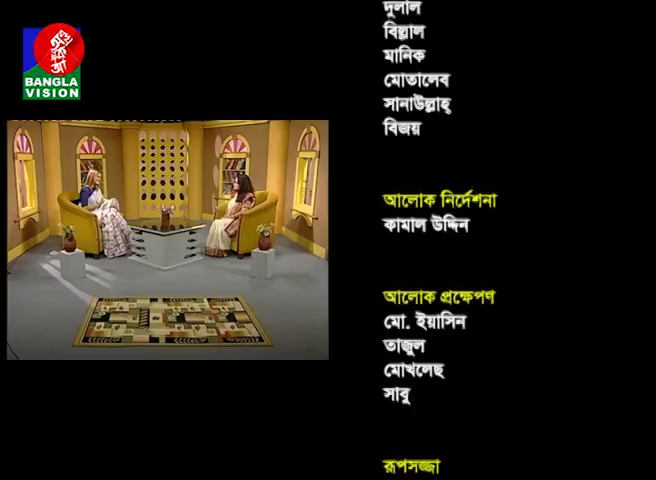 BANGLA
VISION
দুলাল
বিল্লাল
মানিক
মোতালেব
সানাউল্লাহ্
বিজয়
আলোক নির্দেশনা
কামাল উদ্দিন
আলোক প্রক্ষেপণ
মো. ইয়াসিন
তাজুল
মোখলেছ
সাবু
রূপসজ্জা